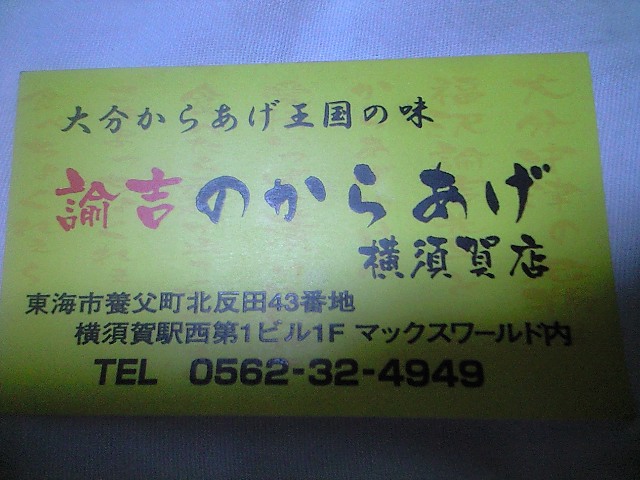 大分からあげ王国の味
諭吉のからあげ
横須賀店
東海市養父町北反田43番地
横須賀駅西第1ビル1F マックスワールド内
TEL 0562-32-4949